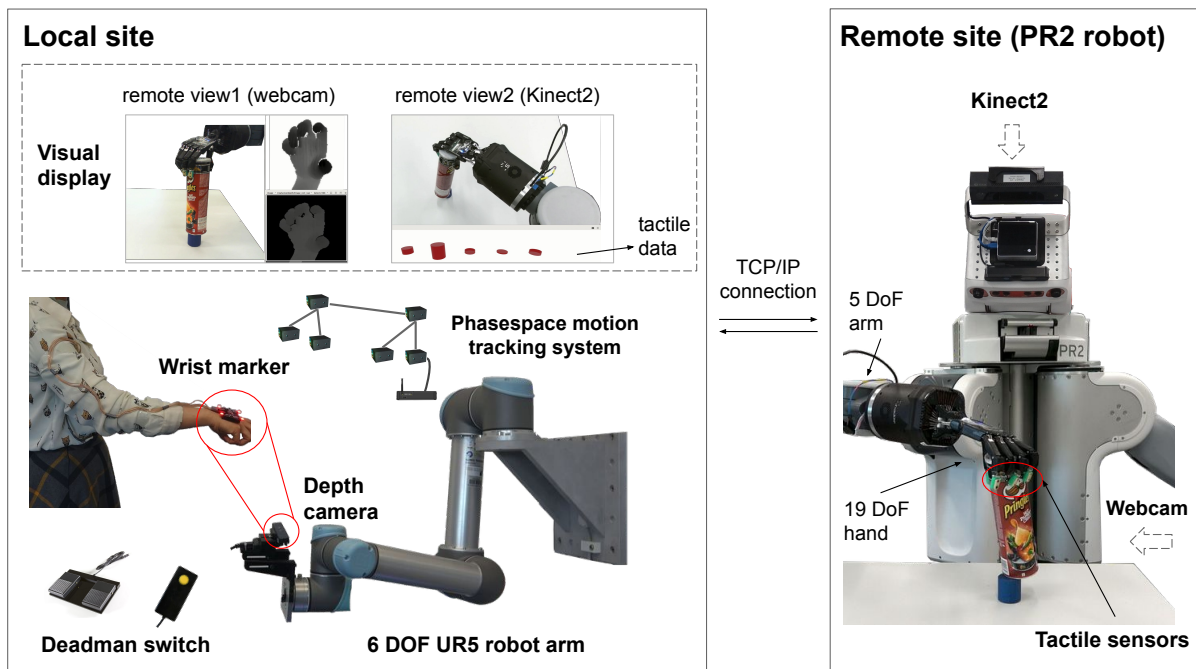 Local site
remote view1 (webcam)
remote view2 (Kinect2)
Visual
display
tactile
data
Phasespace motion
tracking system
Wrist marker
Depth
camera
Deadman switch
6 DOF UR5 robot arm
TCP/IP
connection
Remote site (PR2 robot)
Kinect2
5 DoF
arm
PR2
19 DoF
hand
Pringles
Webcam
Tactile sensors